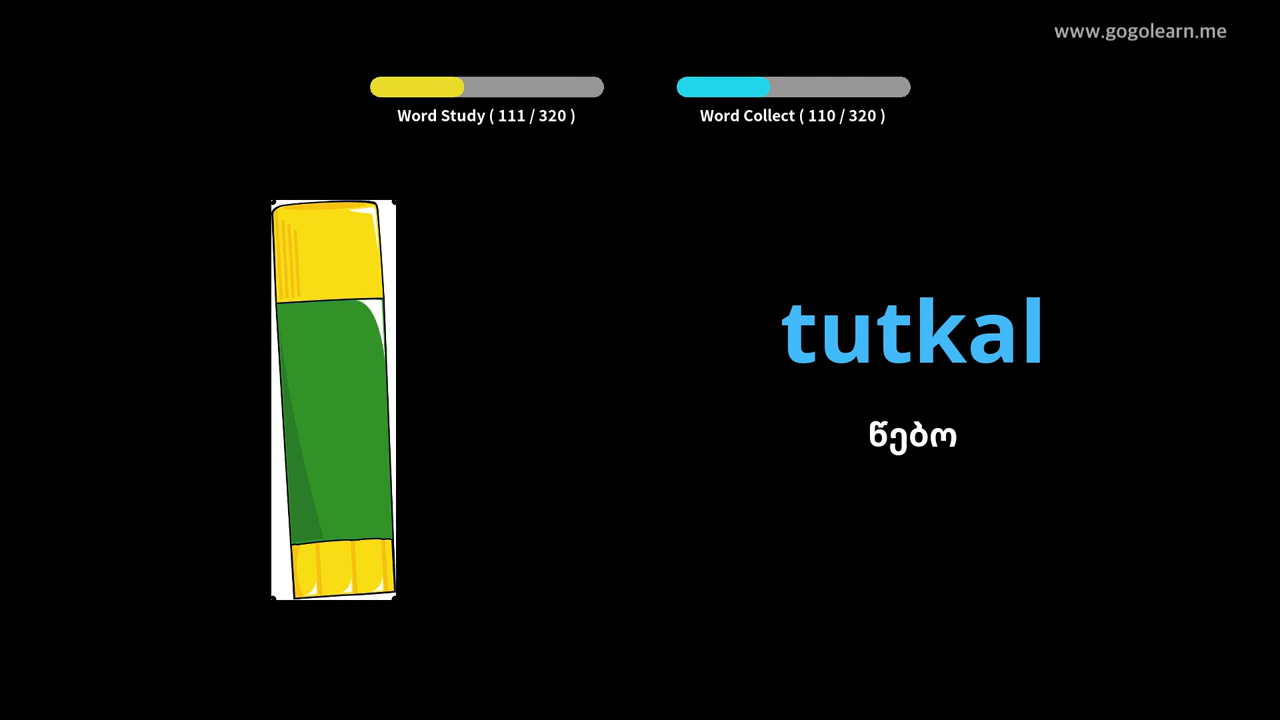 www.gogolearn.me
Word Study ( 111 / 320 )
Word Collect ( 110 / 320 )
tutkal
წებო